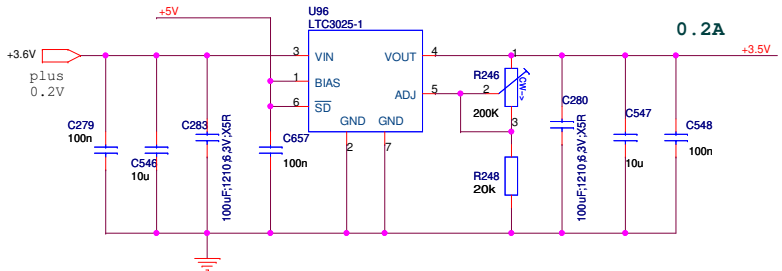 U96
LTC3025-1
0.2A
+5V
+3.6V
plus
0.2V
3
VIN
VOUT
4
1
+3.5V
1
BIAS
R246
CW->
ADJ
5
2
6
SD
200K
3
GND
GND
2
7
C279
100n
C546
10u
C283
100uF;1210;6.3V;X5R
C657
100n
R248
20k
C280
100uF;1210;6.3V;X5R
C547
10u
C548
100n